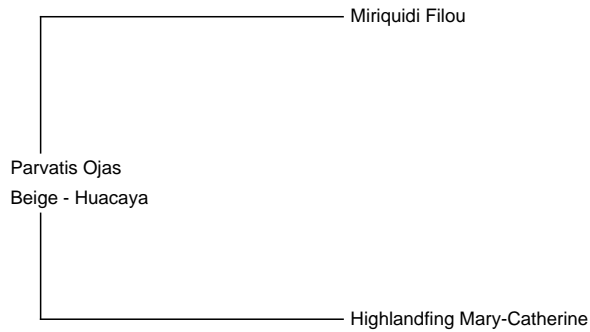 Miriquidi Filou
Parvatis Ojas
Beige - Huacaya
Highlandfing Mary-Catherine